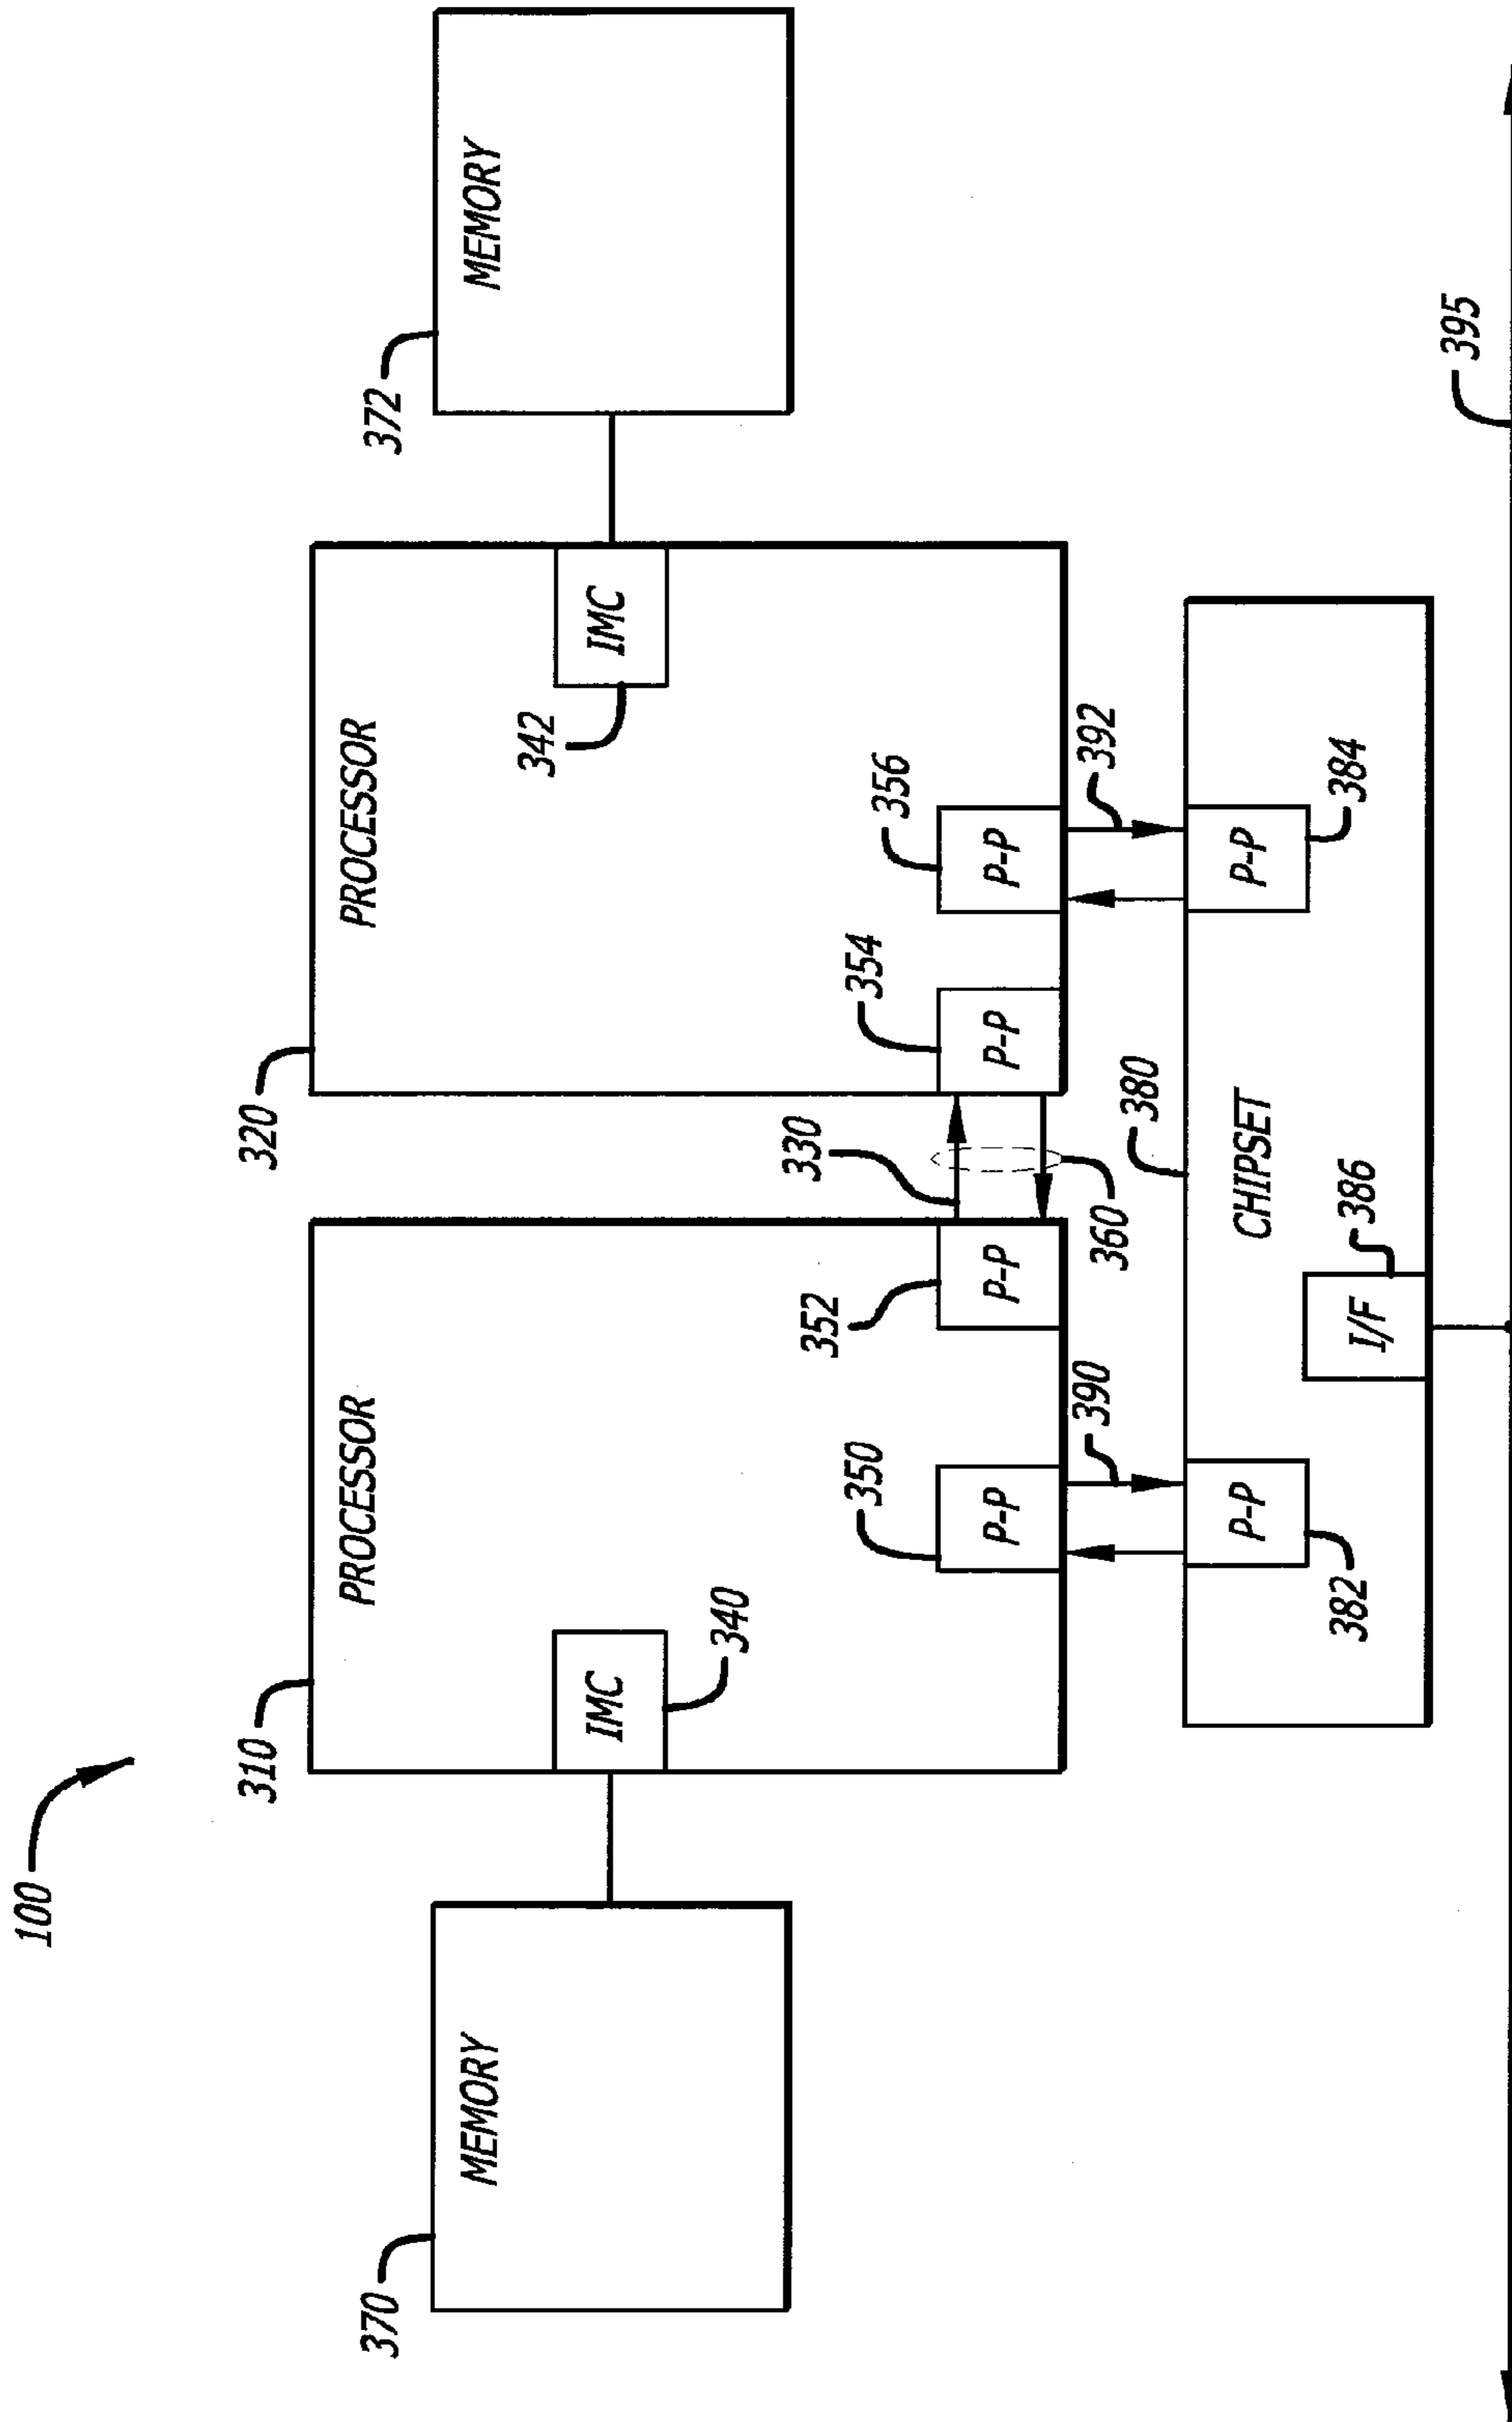 100
310
320
PROCESSOR
PROCESSOR
370
372
MEMORY
MEMORY
IMC
340
342
IMC
330
350
352
354
356
P-P
P-P
P-P
P-P
390
360
380
392
P-P
CHIPSET
P-P
382
I/F
386
384
395